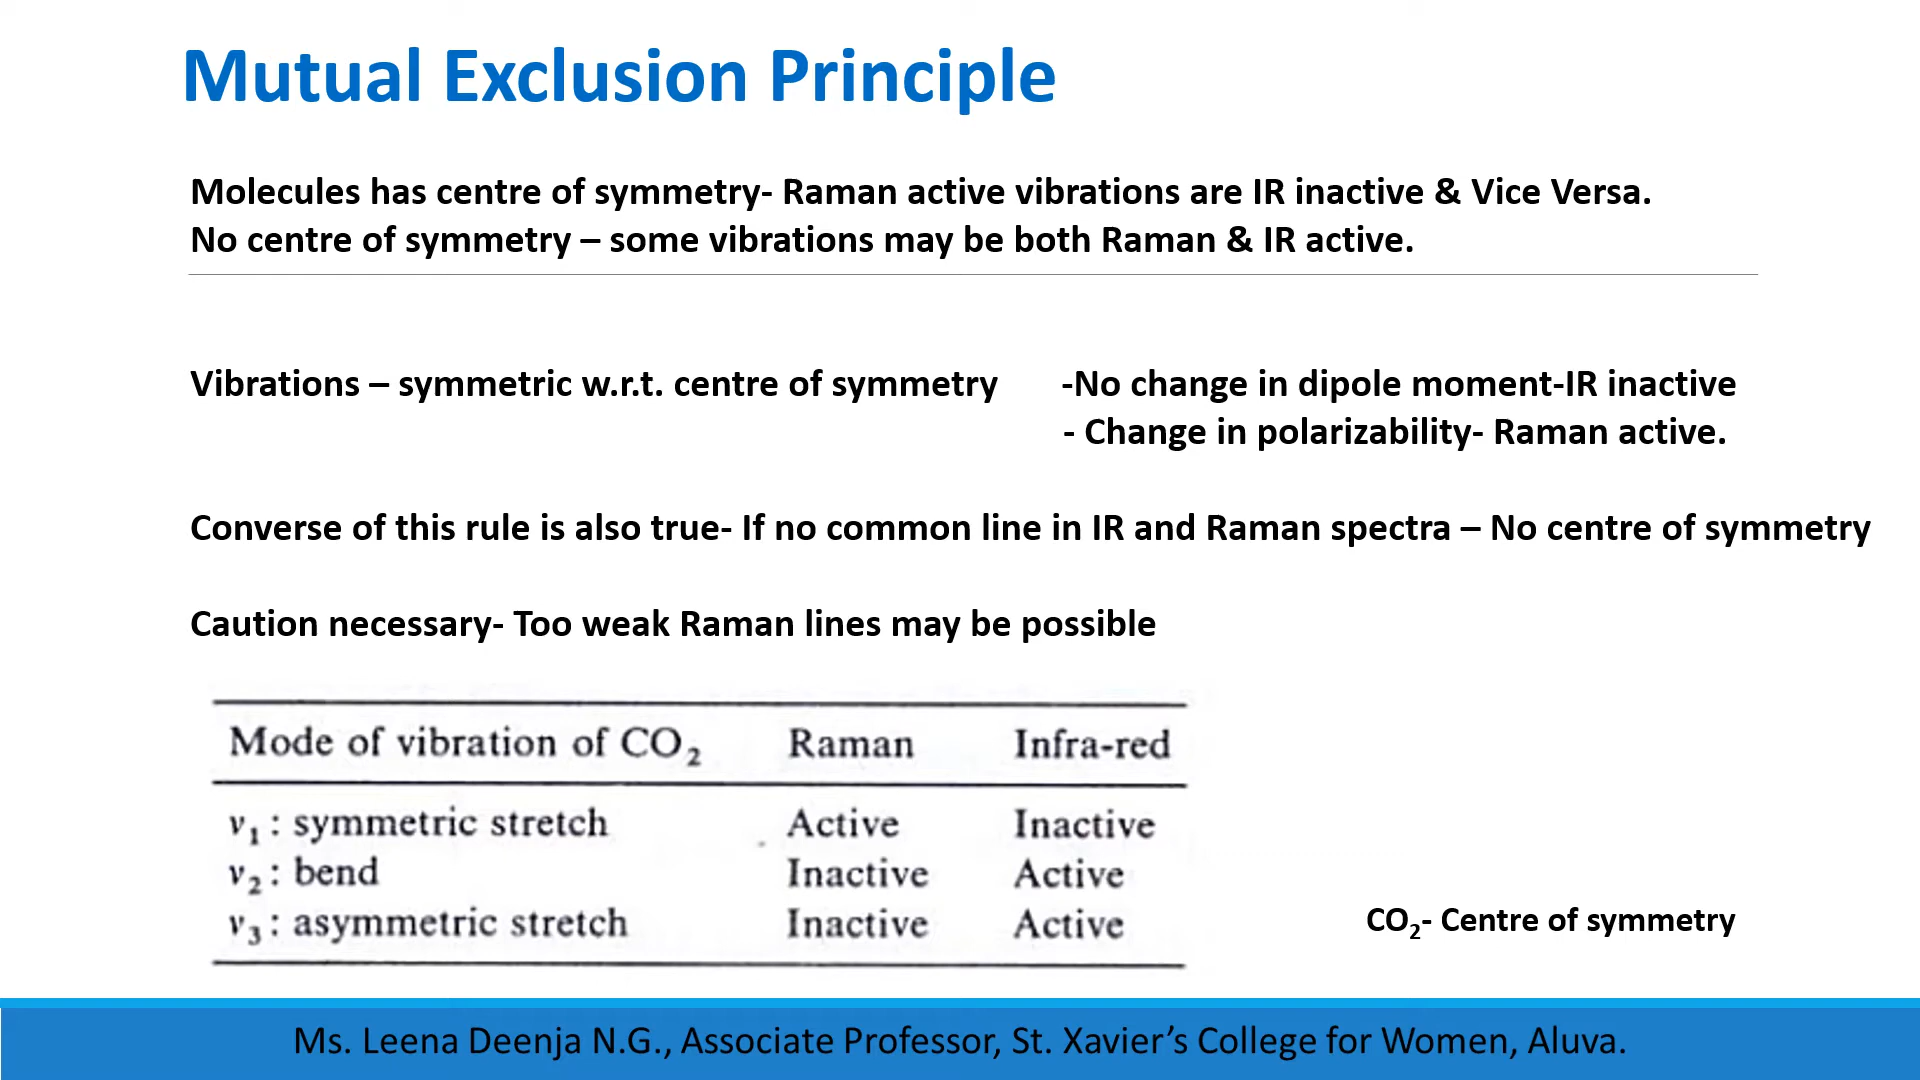 Mutual Exclusion Principle
Molecules has centre of symmetry- Raman active vibrations are IR inactive & Vice Versa.
No centre of symmetry – some vibrations may be both Raman & IR active.
Vibrations – symmetric w.r.t. centre of symmetry -No change in dipole moment-IR inactive
- Change in polarizability- Raman active.
Converse of this rule is also true- If no common line in IR and Raman spectra – No centre of symmetry
Caution necessary- Too weak Raman lines may be possible
Mode of vibration of CO₂ Raman Infra-red
ν₁ : symmetric stretch Active Inactive
ν₂ : bend Inactive Active
ν₃ : asymmetric stretch Inactive Active
CO₂- Centre of symmetry
Ms. Leena Deenja N.G., Associate Professor, St. Xavier’s College for Women, Aluva.